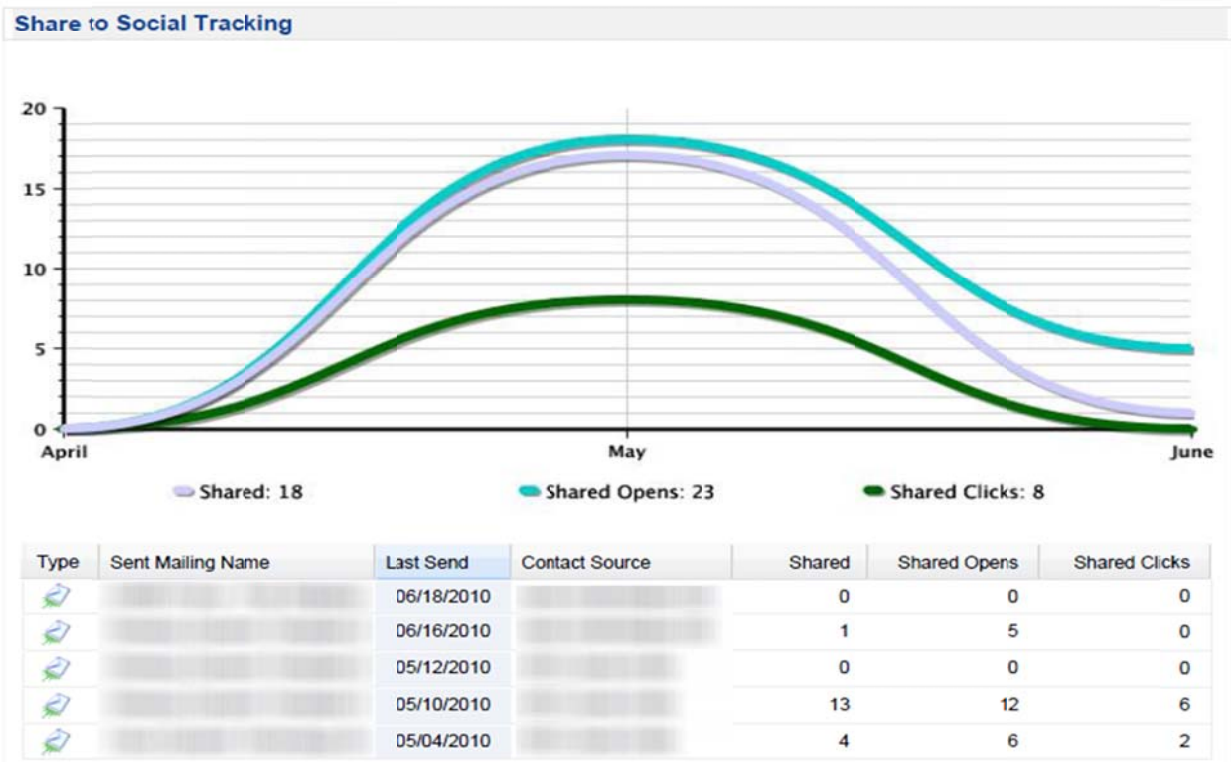 Share to Social Tracking
20
15
10
5
0
April May June
Shared: 18 Shared Opens: 23 Shared Clicks: 8
Type Sent Mailing Name Last Send Contact Source Shared Shared Opens Shared Clicks
06/18/2010 0 0 0
06/16/2010 1 5 0
05/12/2010 0 0 0
05/10/2010 13 12 6
05/04/2010 4 6 2